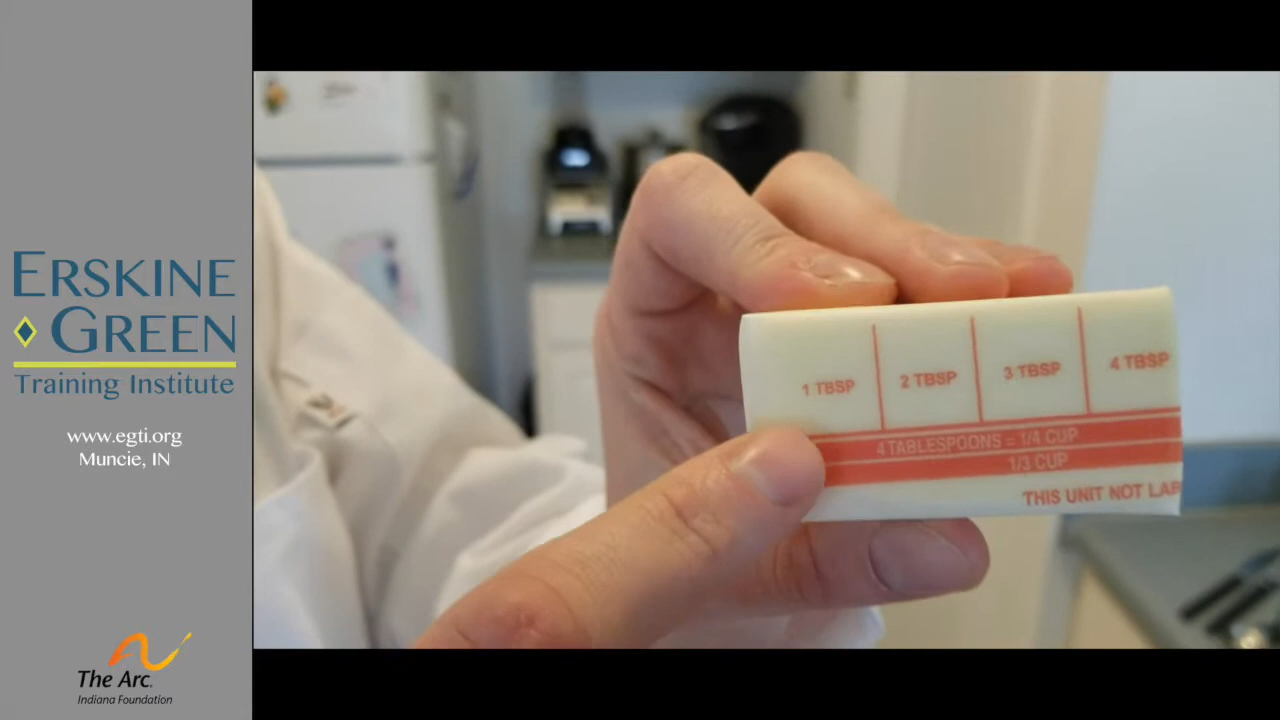 ERSKINE
GREEN
Training Institute
www.egti.org
Muncie, IN
The Arc.
Indiana Foundation
1 TBSP
2 TBSP
3 TBSP
4 TBSP
4 TABLESPOONS = 1/4 CUP
1/3 CUP
THIS UNIT NOT LAB